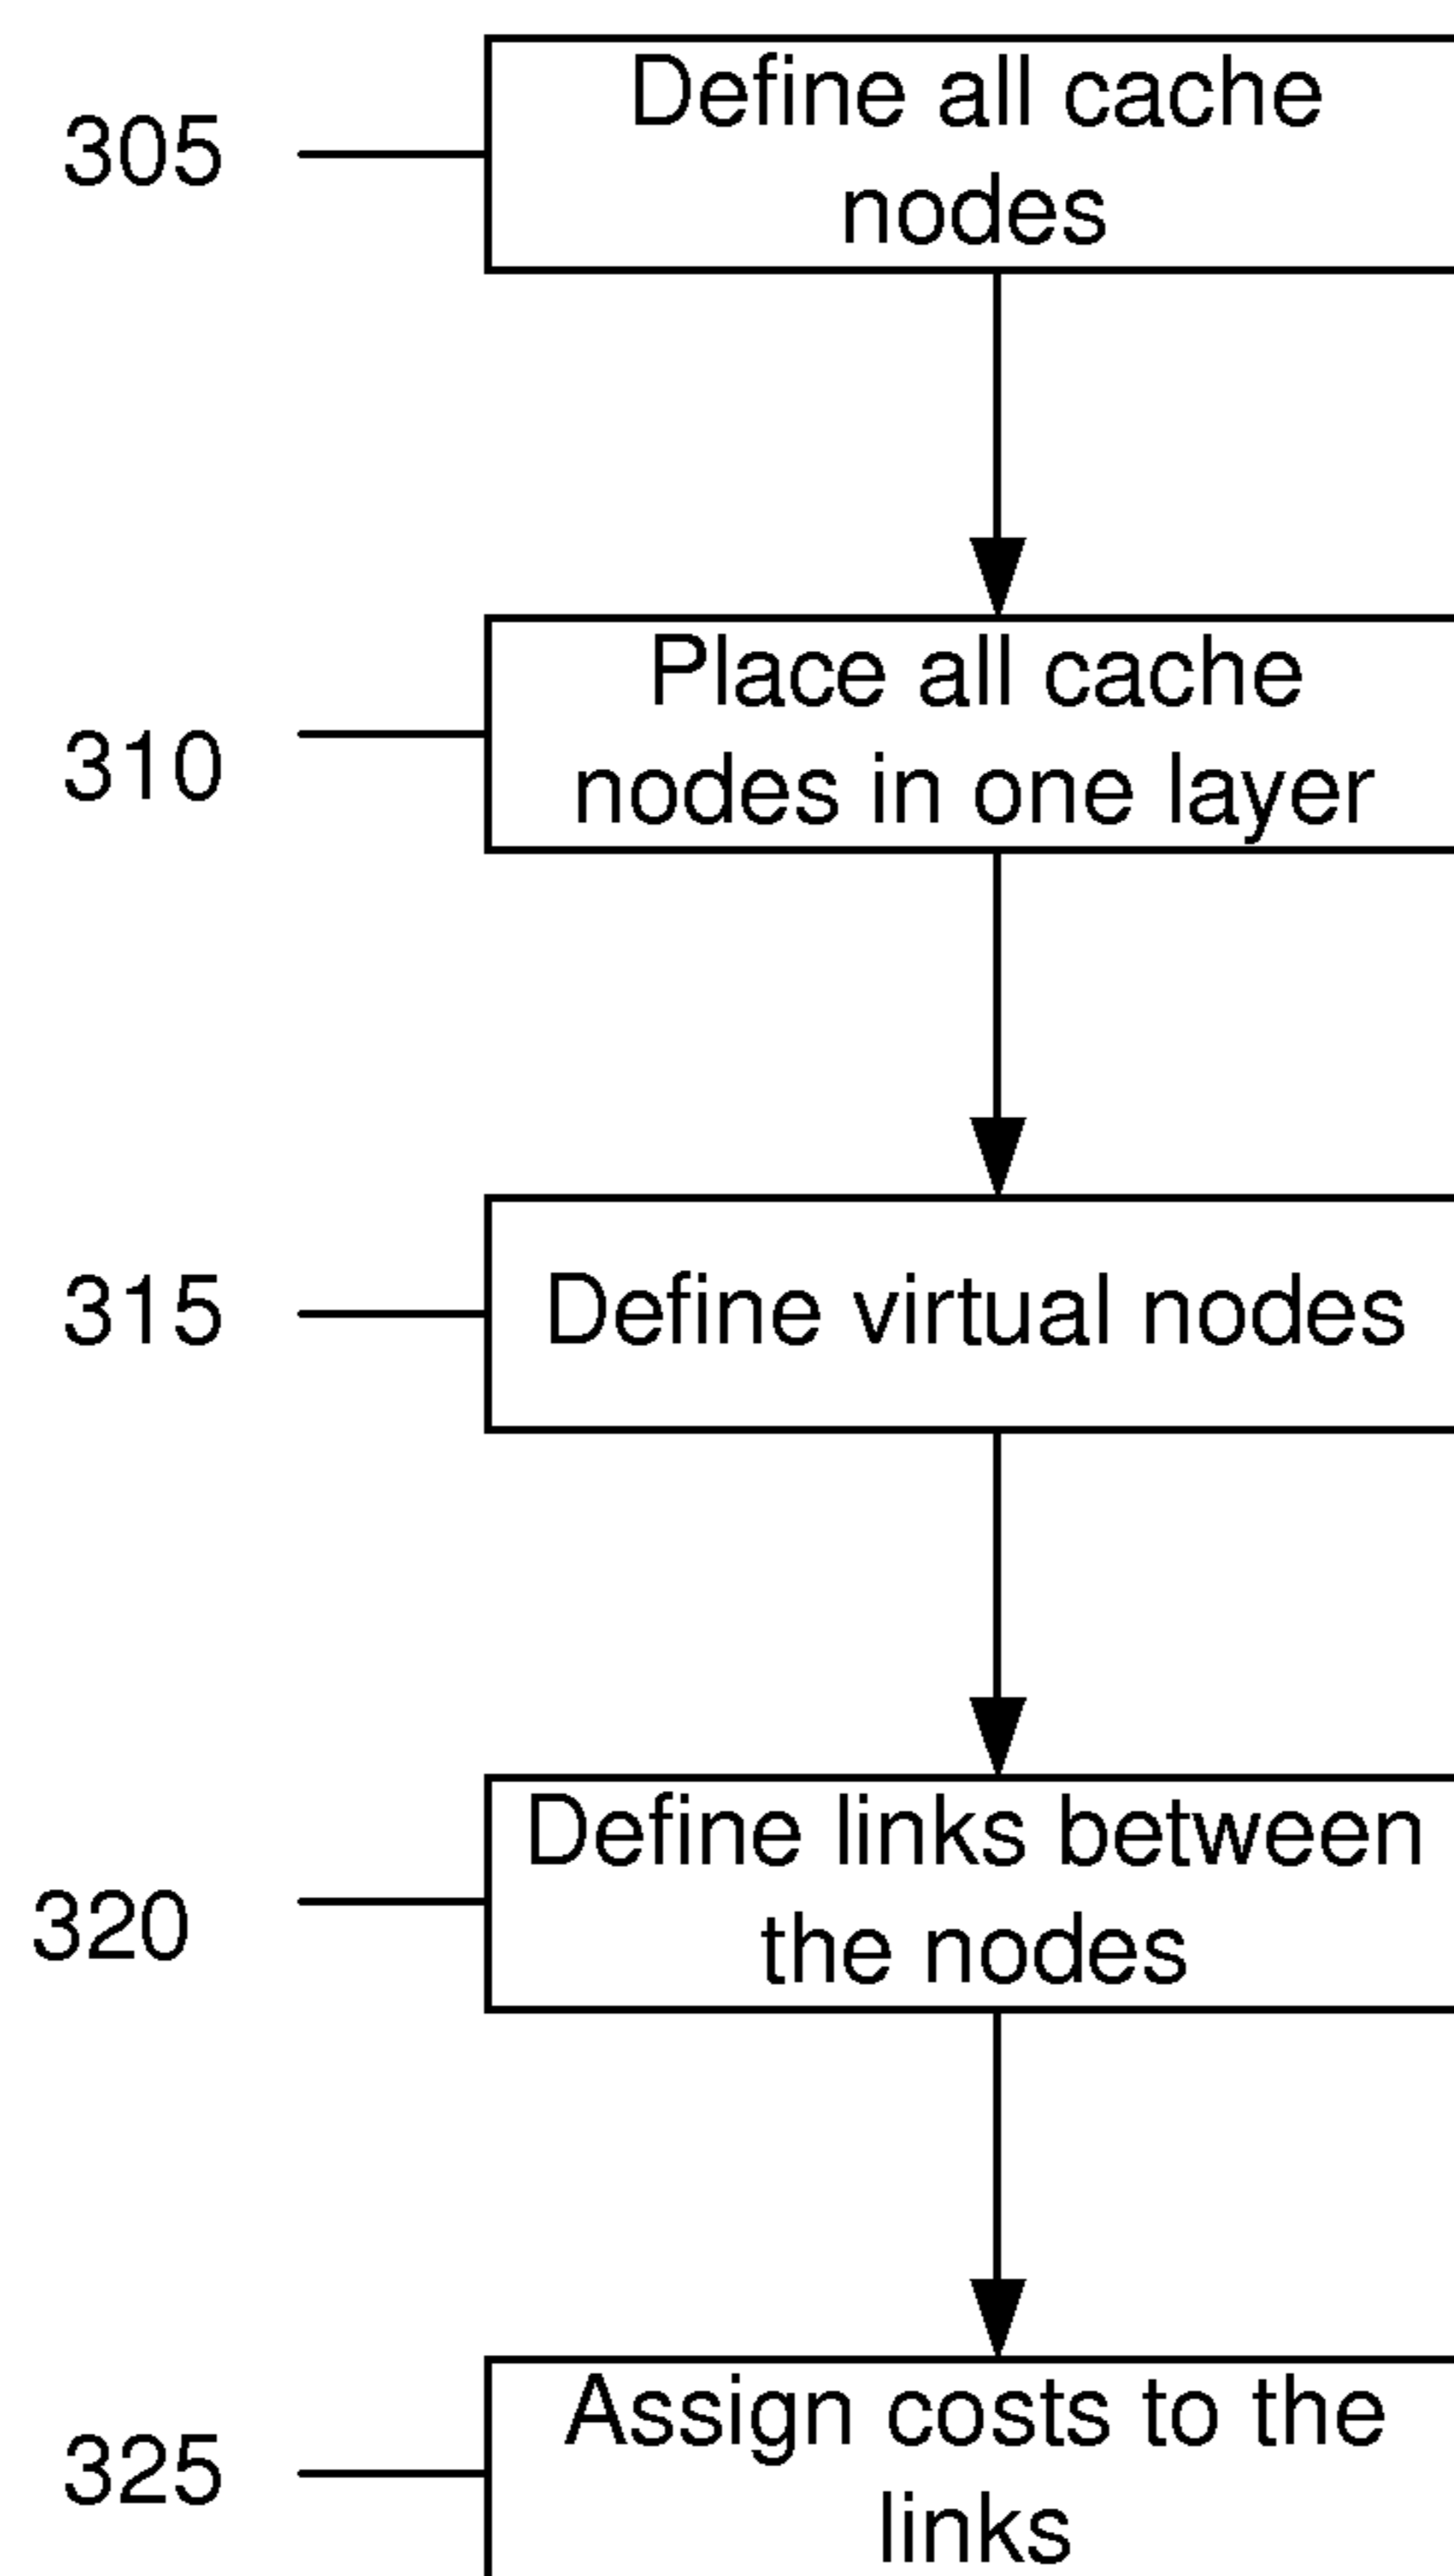 305
Define all cache
nodes
310
Place all cache
nodes in one layer
315
Define virtual nodes
320
Define links between
the nodes
325
Assign costs to the
links